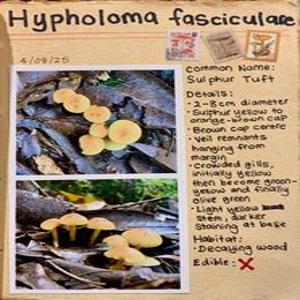 Hypholoma fasciculare
4/09/25
Common Name:
Sulphur Tuft
Details:
• 2-8cm diameter
• Sulphur yellow to
orange-brown cap
• Brown cap centre
• Veil remnants
hanging from
margin
• Crowded gills,
initially yellow
then become green-
yellow and finally
olive green
• Light yellow
stem, darker
staining at base
Habitat:
• Decaying wood
Edible: ✗